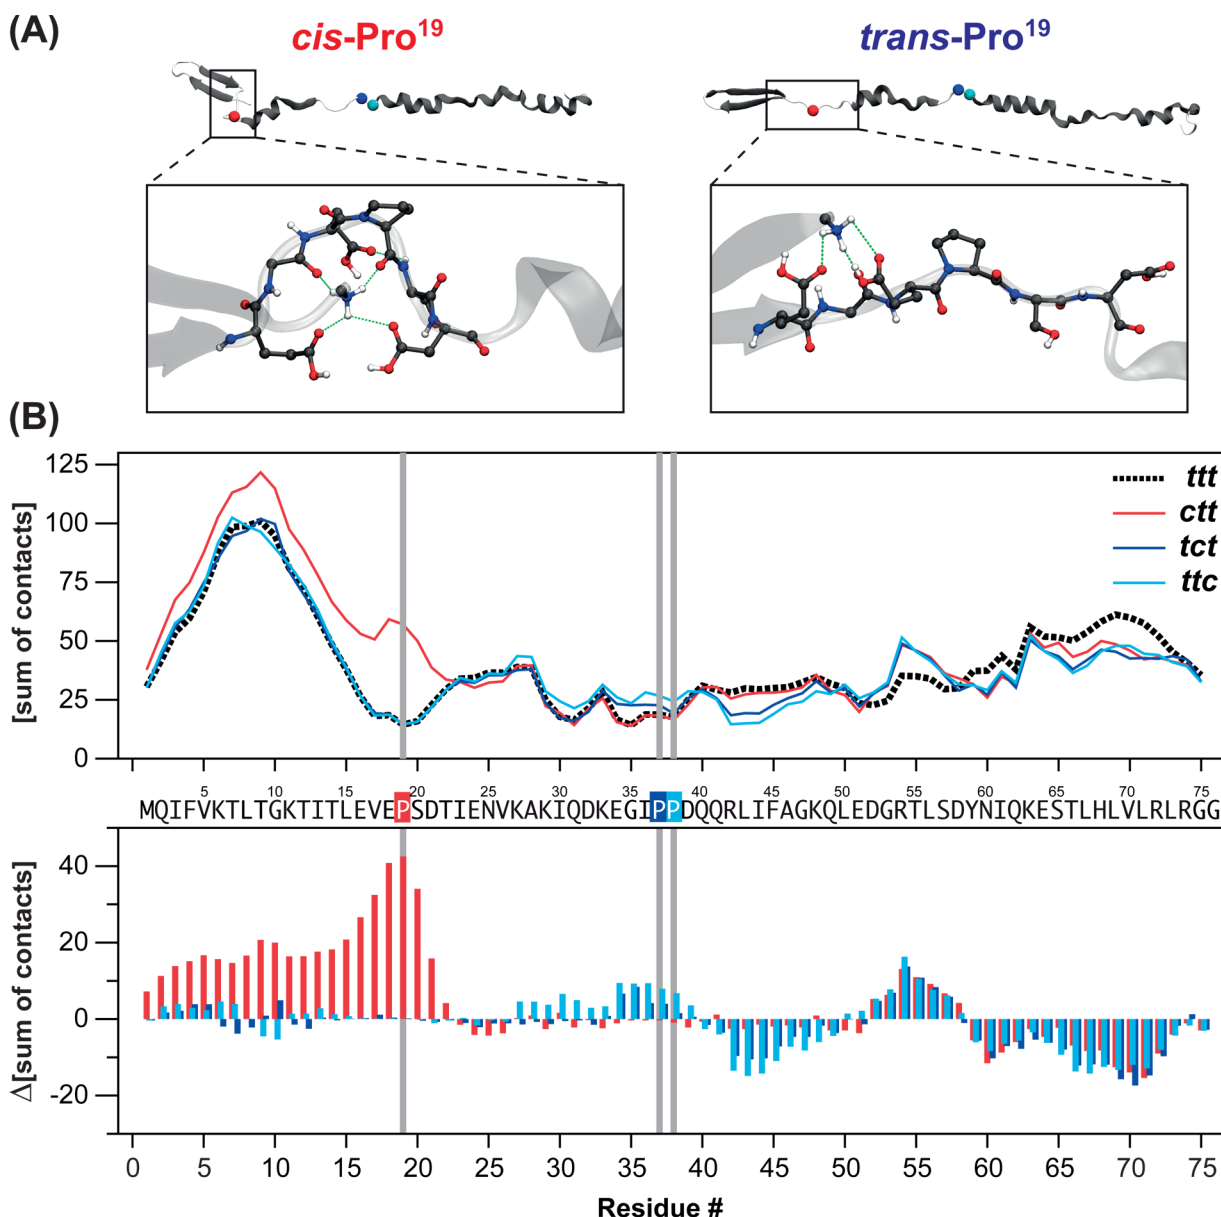 (A)
cis-Pro19
trans-Pro19
(B)
[sum of contacts]
125
100
75
50
25
0
ttt
ctt
tct
ttc
5 10 15 20 25 30 35 40 45 50 55 60 65 70 75
MQIFVKTLTGKTITLEVEPSDTIENVKAKIQDKEGIPPDQQRLIFAGKQLEDGRTLSDYNIQKESTLHLVLRLRGG
Δ[sum of contacts]
40
20
0
-20
0 5 10 15 20 25 30 35 40 45 50 55 60 65 70 75
Residue #